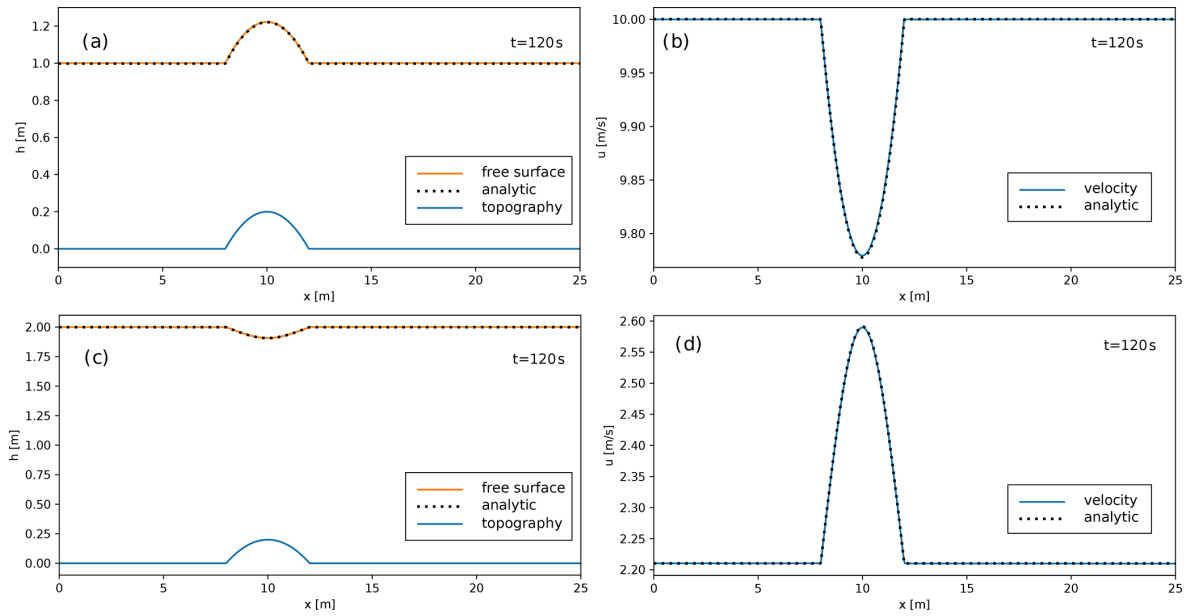 (a)
t=120s
h [m]
1.2
1.0
0.8
0.6
0.4
0.2
0.0
free surface
analytic
topography
0 5 10 15 20 25
x [m]
(b)
t=120s
u [m/s]
10.00
9.95
9.90
9.85
9.80
velocity
analytic
0 5 10 15 20 25
x [m]
(c)
t=120s
h [m]
2.00
1.75
1.50
1.25
1.00
0.75
0.50
0.25
0.00
free surface
analytic
topography
0 5 10 15 20 25
x [m]
(d)
t=120s
u [m/s]
2.60
2.55
2.50
2.45
2.40
2.35
2.30
2.25
2.20
velocity
analytic
0 5 10 15 20 25
x [m]